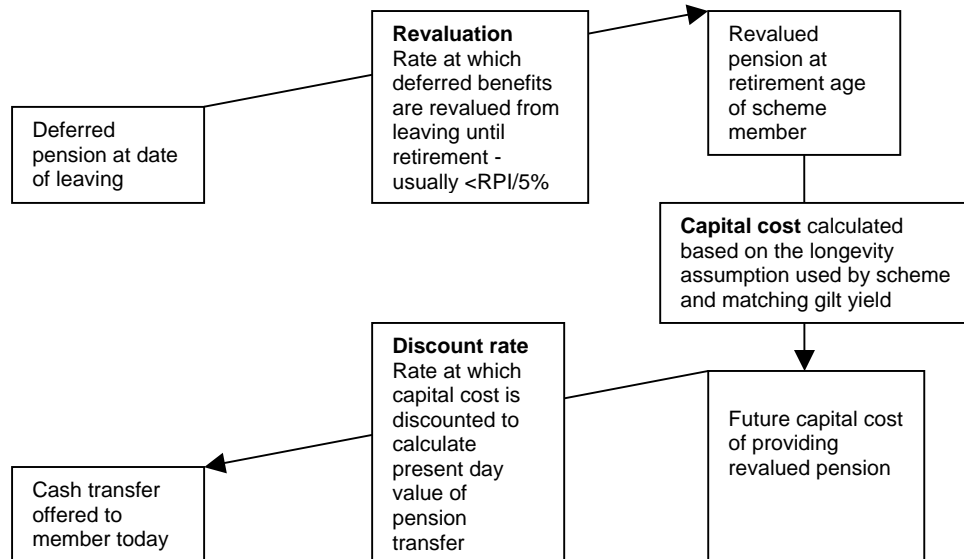 Deferred
pension at date
of leaving
Revaluation
Rate at which
deferred benefits
are revalued from
leaving until
retirement -
usually <RPI/5%
Revalued
pension at
retirement age
of scheme
member
Capital cost calculated
based on the longevity
assumption used by scheme
and matching gilt yield
Future capital cost
of providing
revalued pension
Discount rate
Rate at which
capital cost is
discounted to
calculate
present day
value of
pension
transfer
Cash transfer
offered to
member today